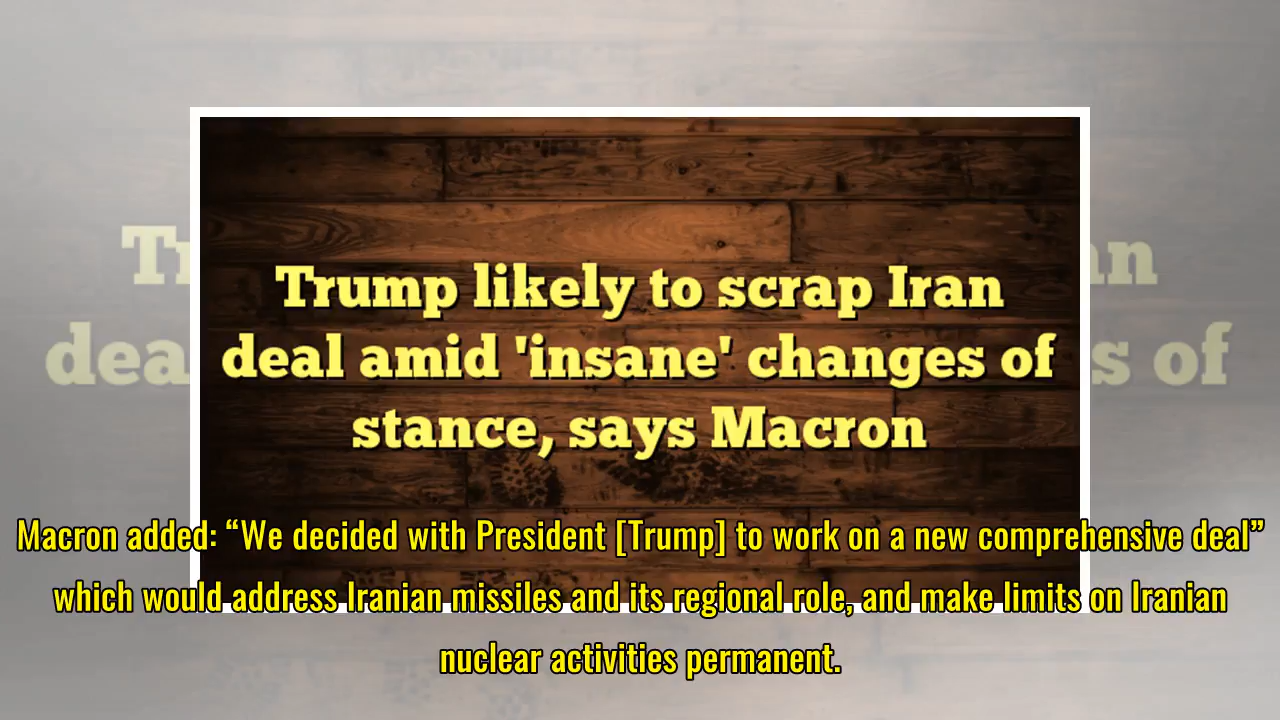 Trump likely to scrap Iran
deal amid 'insane' changes of
stance, says Macron
Macron added: “We decided with President [Trump] to work on a new comprehensive deal”
which would address Iranian missiles and its regional role, and make limits on Iranian
nuclear activities permanent.